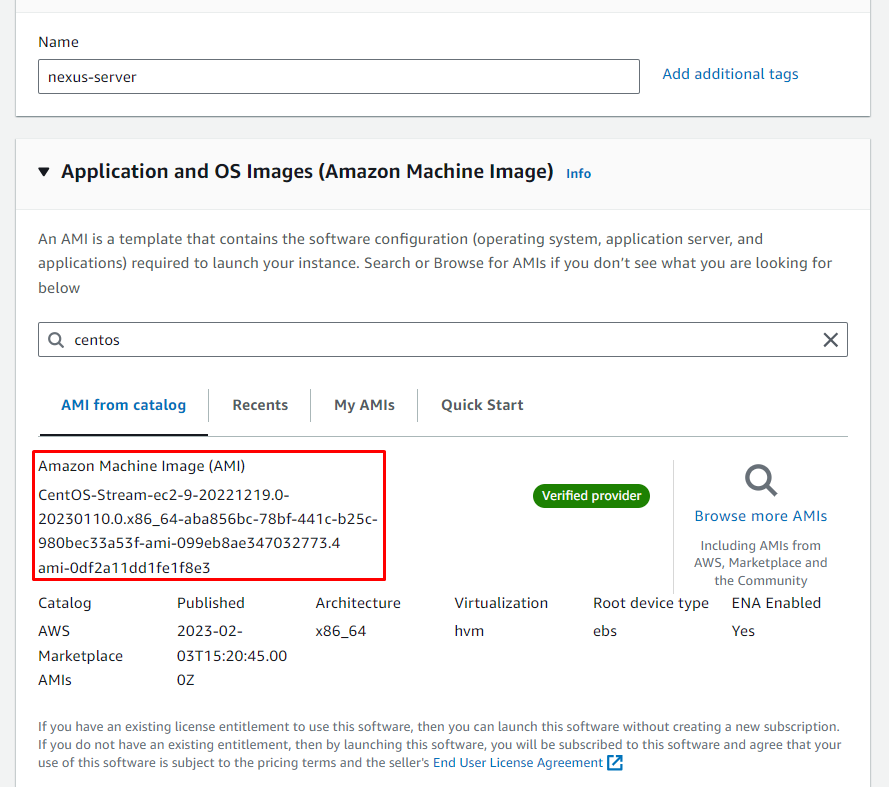 Name
nexus-server
Add additional tags
Application and OS Images (Amazon Machine Image) Info
An AMI is a template that contains the software configuration (operating system, application server, and
applications) required to launch your instance. Search or Browse for AMIs if you don’t see what you are looking for
below
centos
AMI from catalog
Recents
My AMIs
Quick Start
Amazon Machine Image (AMI)
CentOS-Stream-ec2-9-20221219.0-
20230110.0.x86_64-aba856bc-78bf-441c-b25c-
980bec33a53f-ami-099eb8ae347032773.4
ami-0df2a11dd1fe1f8e3
Verified provider
Browse more AMIs
Including AMIs from
AWS, Marketplace and
the Community
Catalog
AWS
Marketplace
AMIs
Published
2023-02-
03T15:20:45.00
0Z
Architecture
x86_64
Virtualization
hvm
Root device type
ebs
ENA Enabled
Yes
If you have an existing license entitlement to use this software, then you can launch this software without creating a new subscription.
If you do not have an existing entitlement, then by launching this software, you will be subscribed to this software and agree that your
use of this software is subject to the pricing terms and the seller's End User License Agreement